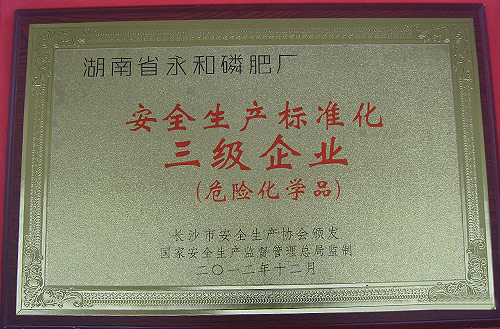 湖南省永和磷肥厂
安全生产标准化
三级企业
(危险化学品)
长沙市安全生产协会颁发
国家安全生产监督管理总局监制
二〇一二年十二月